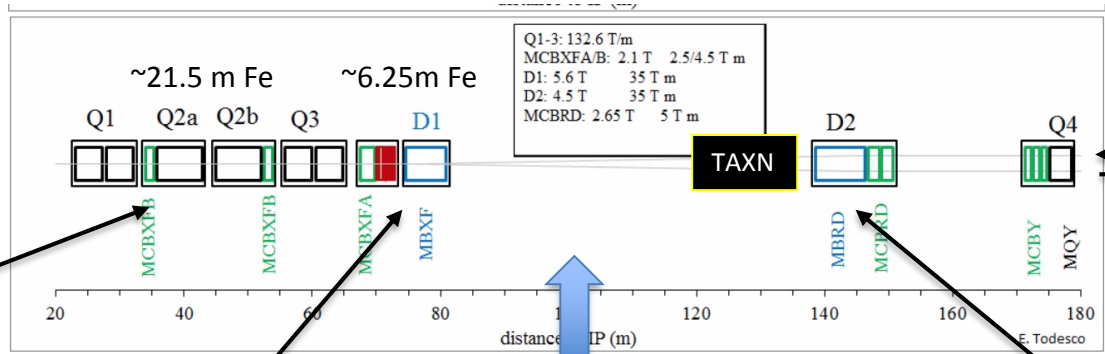 Q1-3: 132.6 T/m
MCBXFA/B: 2.1 T 2.5/4.5 T m
D1: 5.6 T 35 T m
D2: 4.5 T 35 T m
MCBRD: 2.65 T 5 T m
~21.5 m Fe ~6.25m Fe
Q1 Q2a Q2b Q3 D1 D2 Q4
TAXN
MCBXFB MCBXFB MCBXFA MBXF MBRD MCBRD MCBY MQY
20 40 60 80 120 140 160 180
distance IP (m)
E. Todesco